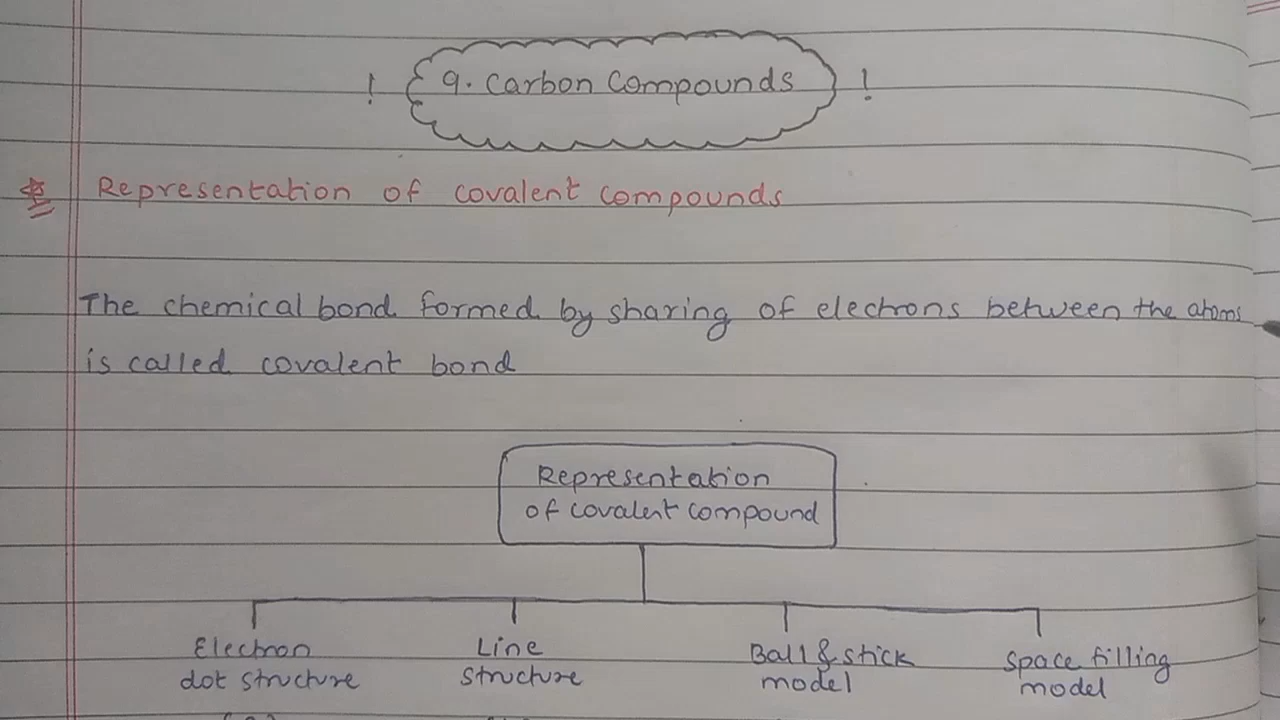 ! 9. Carbon Compounds !
* Representation of covalent compounds
The chemical bond formed by sharing of electrons between the atoms
is called covalent bond
Representation
of covalent compound
Electron
dot structure
Line
structure
Ball & stick
model
Space filling
model